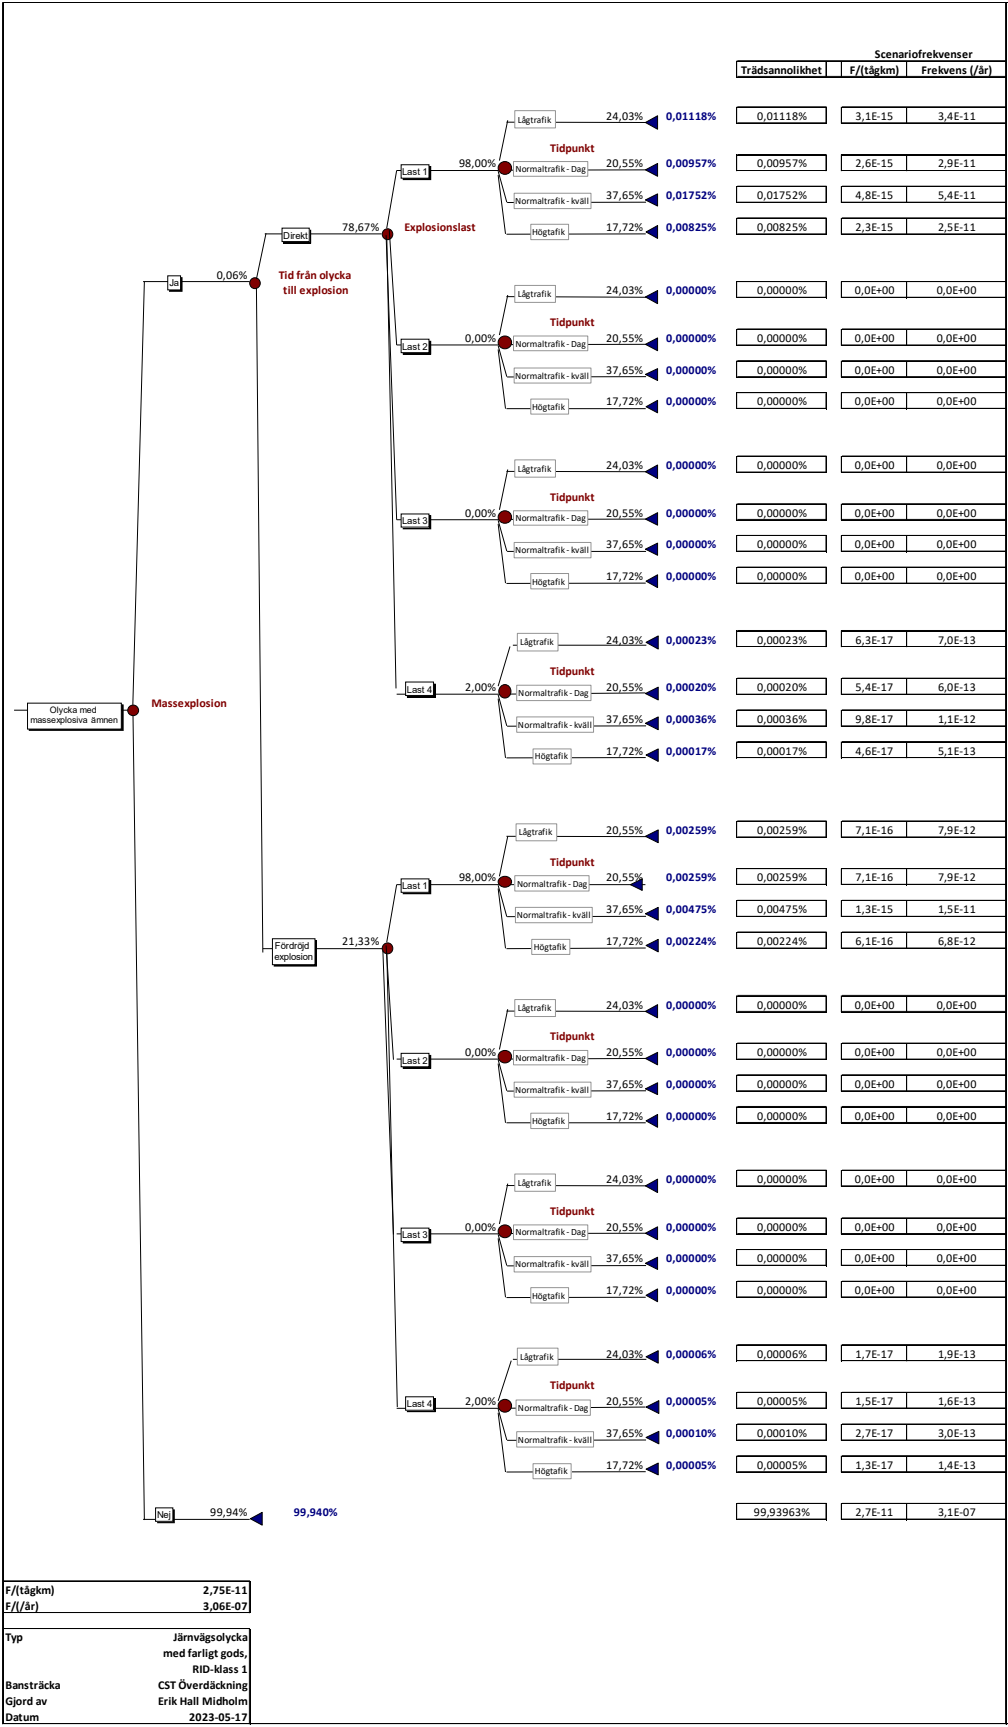 Scenariofrekvenser
Trädsannolikhet F/(tågkm) Frekvens (/år)
Lågtrafik 24,03% 0,01118% 0,01118% 3,1E-15 3,4E-11
Tidpunkt
Last 1 98,00% Normaltrafik - Dag 20,55% 0,00957% 0,00957% 2,6E-15 2,9E-11
Normaltrafik - kväll 37,65% 0,01752% 0,01752% 4,8E-15 5,4E-11
Direkt 78,67% Explosionslast Högtafik 17,72% 0,00825% 0,00825% 2,3E-15 2,5E-11
Ja 0,06% Tid från olycka
till explosion
Lågtrafik 24,03% 0,00000% 0,00000% 0,0E+00 0,0E+00
Tidpunkt
Last 2 0,00% Normaltrafik - Dag 20,55% 0,00000% 0,00000% 0,0E+00 0,0E+00
Normaltrafik - kväll 37,65% 0,00000% 0,00000% 0,0E+00 0,0E+00
Högtafik 17,72% 0,00000% 0,00000% 0,0E+00 0,0E+00
Lågtrafik 24,03% 0,00000% 0,00000% 0,0E+00 0,0E+00
Tidpunkt
Last 3 0,00% Normaltrafik - Dag 20,55% 0,00000% 0,00000% 0,0E+00 0,0E+00
Normaltrafik - kväll 37,65% 0,00000% 0,00000% 0,0E+00 0,0E+00
Högtafik 17,72% 0,00000% 0,00000% 0,0E+00 0,0E+00
Lågtrafik 24,03% 0,00023% 0,00023% 6,3E-17 7,0E-13
Tidpunkt
Last 4 2,00% Normaltrafik - Dag 20,55% 0,00020% 0,00020% 5,4E-17 6,0E-13
Olycka med
massexplosiva ämnen
Massexplosion
Normaltrafik - kväll 37,65% 0,00036% 0,00036% 9,8E-17 1,1E-12
Högtafik 17,72% 0,00017% 0,00017% 4,6E-17 5,1E-13
Lågtrafik 20,55% 0,00259% 0,00259% 7,1E-16 7,9E-12
Tidpunkt
Last 1 98,00% Normaltrafik - Dag 20,55% 0,00259% 0,00259% 7,1E-16 7,9E-12
Normaltrafik - kväll 37,65% 0,00475% 0,00475% 1,3E-15 1,5E-11
Fördröjd
explosion
21,33% Högtafik 17,72% 0,00224% 0,00224% 6,1E-16 6,8E-12
Lågtrafik 24,03% 0,00000% 0,00000% 0,0E+00 0,0E+00
Tidpunkt
Last 2 0,00% Normaltrafik - Dag 20,55% 0,00000% 0,00000% 0,0E+00 0,0E+00
Normaltrafik - kväll 37,65% 0,00000% 0,00000% 0,0E+00 0,0E+00
Högtafik 17,72% 0,00000% 0,00000% 0,0E+00 0,0E+00
Lågtrafik 24,03% 0,00000% 0,00000% 0,0E+00 0,0E+00
Tidpunkt
Last 3 0,00% Normaltrafik - Dag 20,55% 0,00000% 0,00000% 0,0E+00 0,0E+00
Normaltrafik - kväll 37,65% 0,00000% 0,00000% 0,0E+00 0,0E+00
Högtafik 17,72% 0,00000% 0,00000% 0,0E+00 0,0E+00
Lågtrafik 24,03% 0,00006% 0,00006% 1,7E-17 1,9E-13
Tidpunkt
Last 4 2,00% Normaltrafik - Dag 20,55% 0,00005% 0,00005% 1,5E-17 1,6E-13
Normaltrafik - kväll 37,65% 0,00010% 0,00010% 2,7E-17 3,0E-13
Högtafik 17,72% 0,00005% 0,00005% 1,3E-17 1,4E-13
Nej 99,94% 99,940% 99,93963% 2,7E-11 3,1E-07
F/(tågkm) 2,75E-11
F/(/år) 3,06E-07
Typ Järnvägsolycka
med farligt gods,
RID-klass 1
Bansträcka CST Överdäckning
Gjord av Erik Hall Midholm
Datum 2023-05-17